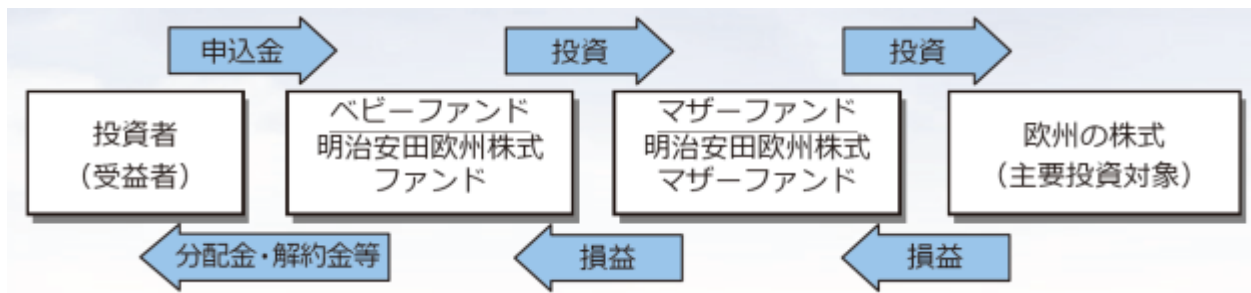 申込金
投資
投資
投資者
(受益者)
ベビーファンド
明治安田欧州株式
ファンド
マザーファンド
明治安田欧州株式
マザーファンド
欧州の株式
(主要投資対象)
分配金・解約金等
損益
損益